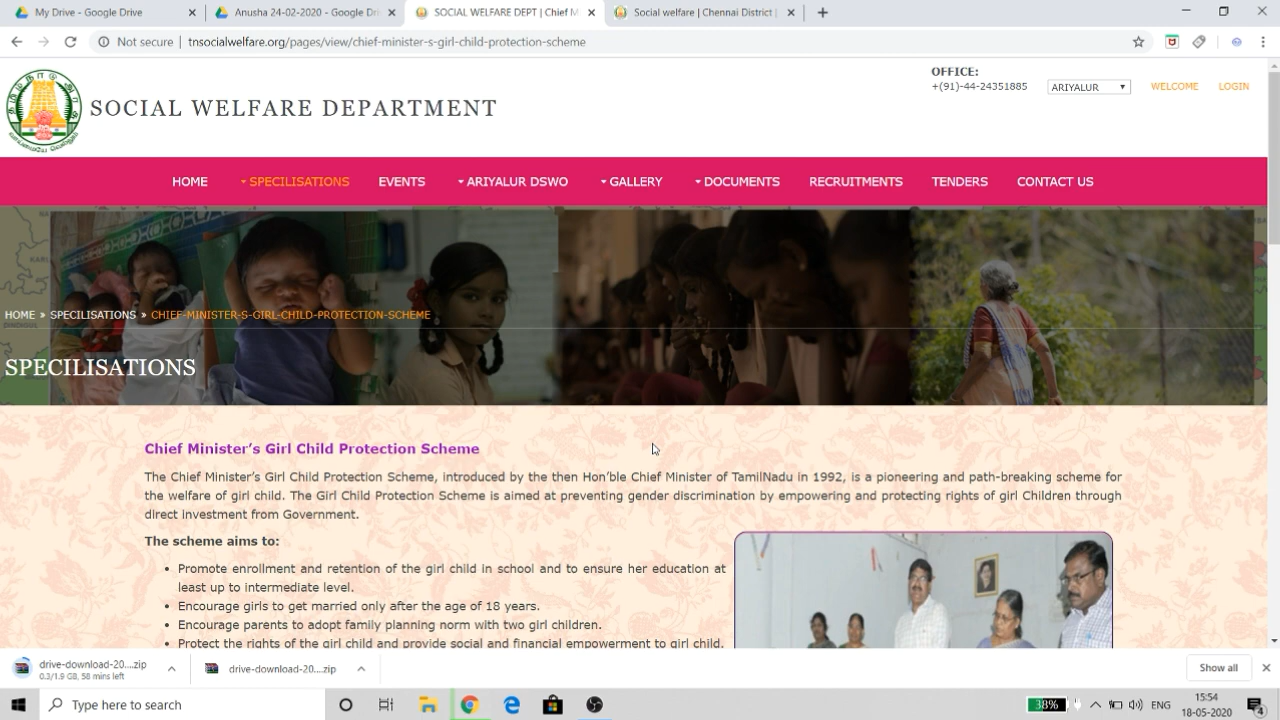 My Drive - Google Drive
Anusha 24-02-2020 - Google Dri
SOCIAL WELFARE DEPT | Chief M
Social welfare | Chennai District |
Not secure | tnsocialwelfare.org/pages/view/chief-minister-s-girl-child-protection-scheme
SOCIAL WELFARE DEPARTMENT
OFFICE:
+(91)-44-24351885
ARIYALUR
WELCOME
LOGIN
HOME
SPECILISATIONS
EVENTS
ARIYALUR DSWO
GALLERY
DOCUMENTS
RECRUITMENTS
TENDERS
CONTACT US
HOME » SPECILISATIONS » CHIEF-MINISTER-S-GIRL-CHILD-PROTECTION-SCHEME
SPECILISATIONS
Chief Minister’s Girl Child Protection Scheme
The Chief Minister’s Girl Child Protection Scheme, introduced by the then Hon’ble Chief Minister of TamilNadu in 1992, is a pioneering and path-breaking scheme for
the welfare of girl child. The Girl Child Protection Scheme is aimed at preventing gender discrimination by empowering and protecting rights of girl Children through
direct investment from Government.
The scheme aims to:
• Promote enrollment and retention of the girl child in school and to ensure her education at
least up to intermediate level.
• Encourage girls to get married only after the age of 18 years.
• Encourage parents to adopt family planning norm with two girl children.
• Protect the rights of the girl child and provide social and financial empowerment to girl child.
drive-download-20....zip
0.3/1.9 GB, 58 mins left
drive-download-20....zip
Show all
Type here to search
38%
ENG
15:54
18-05-2020
4